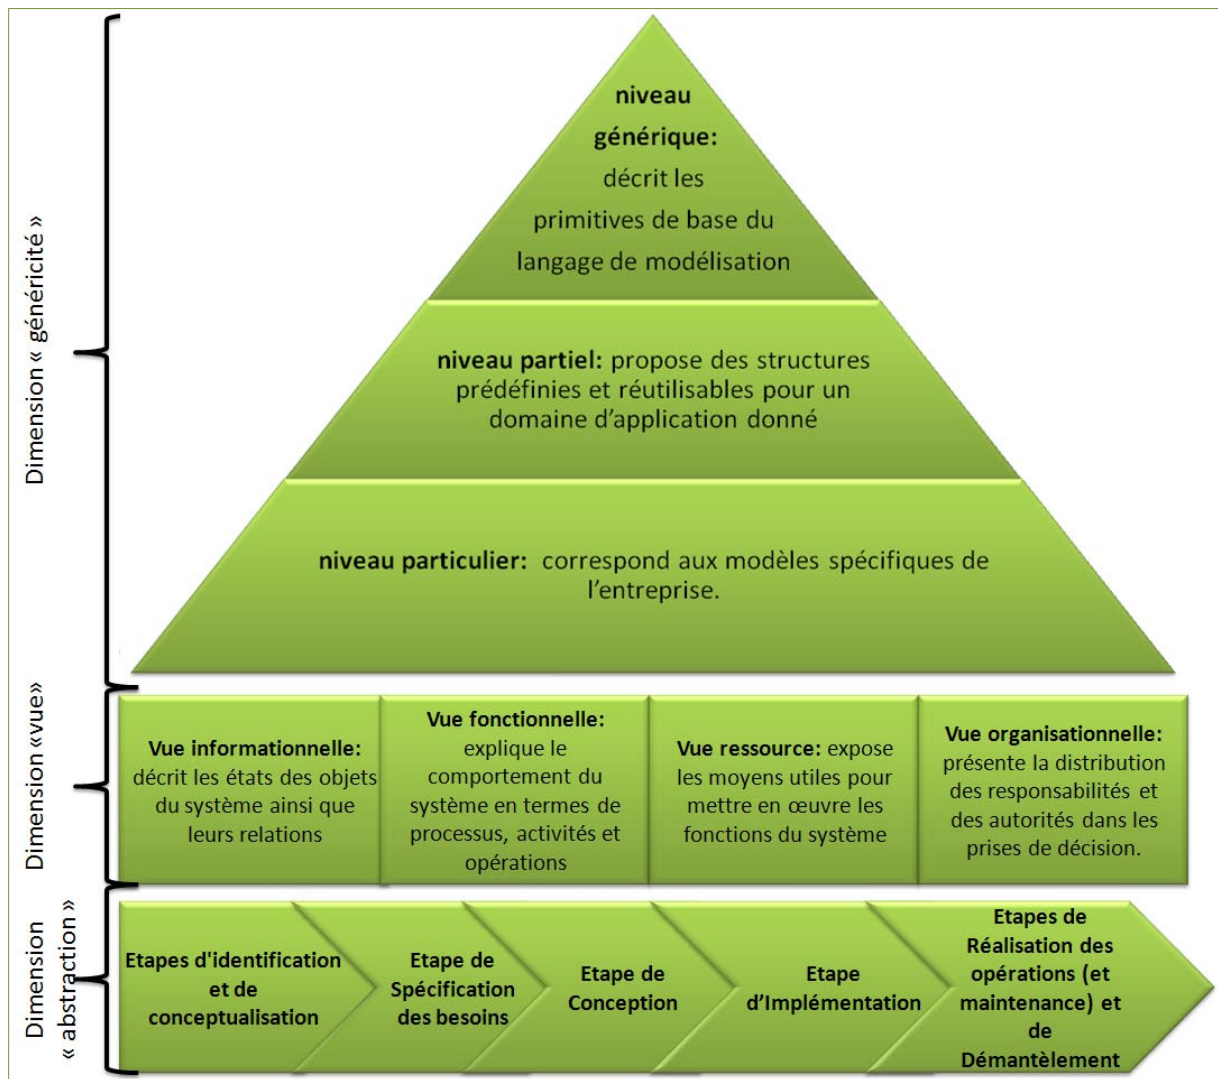 Dimension « généricité »
niveau
générique:
décrit les
primitives de base du
langage de modélisation
niveau partiel: propose des structures
prédéfinies et réutilisables pour un
domaine d'application donné
niveau particulier: correspond aux modèles spécifiques de
l'entreprise.
Dimension «vue»
Vue informationnelle:
décrit les états des objets
du système ainsi que
leurs relations
Vue fonctionnelle:
explique le
comportement du
système en termes de
processus, activités et
opérations
Vue ressource: expose
les moyens utiles pour
mettre en œuvre les
fonctions du système
Vue organisationnelle:
présente la distribution
des responsabilités et
des autorités dans les
prises de décision.
Dimension
« abstraction »
Etapes d'identification
et de
conceptualisation
Etape de
Spécification
des besoins
Etape de
Conception
Etape
d'Implémentation
Etapes de
Réalisation des
opérations (et
maintenance) et
de
Démantèlement